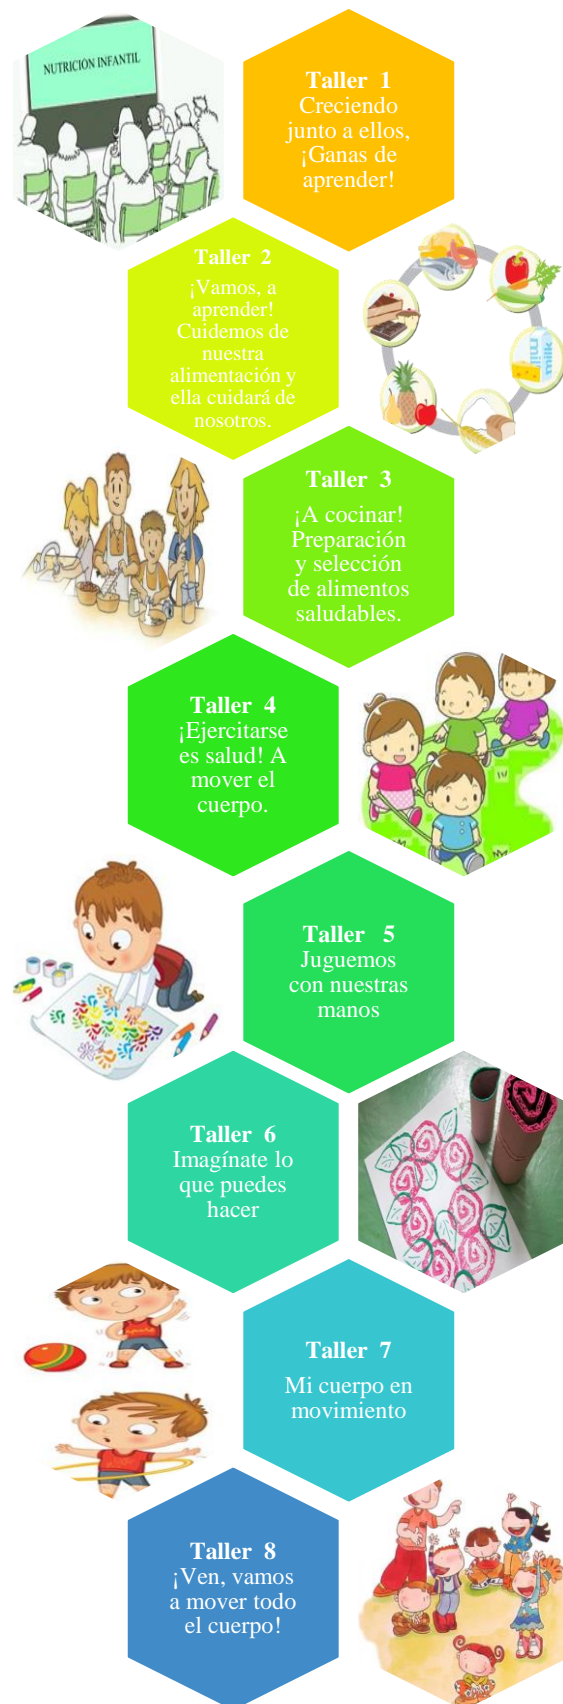 NUTRICIÓN INFANTIL
Taller 1
Creciendo
junto a ellos,
¡Ganas de
aprender!
Taller 2
¡Vamos, a
aprender!
Cuidemos de
nuestra
alimentación y
ella cuidará de
nosotros.
milk
milk
Taller 3
¡A cocinar!
Preparación
y selección
de alimentos
saludables.
Taller 4
¡Ejercitarse
es salud! A
mover el
cuerpo.
Taller 5
Juguemos
con nuestras
manos
Taller 6
Imagínate lo
que puedes
hacer
Taller 7
Mi cuerpo en
movimiento
Taller 8
¡Ven, vamos
a mover todo
el cuerpo!